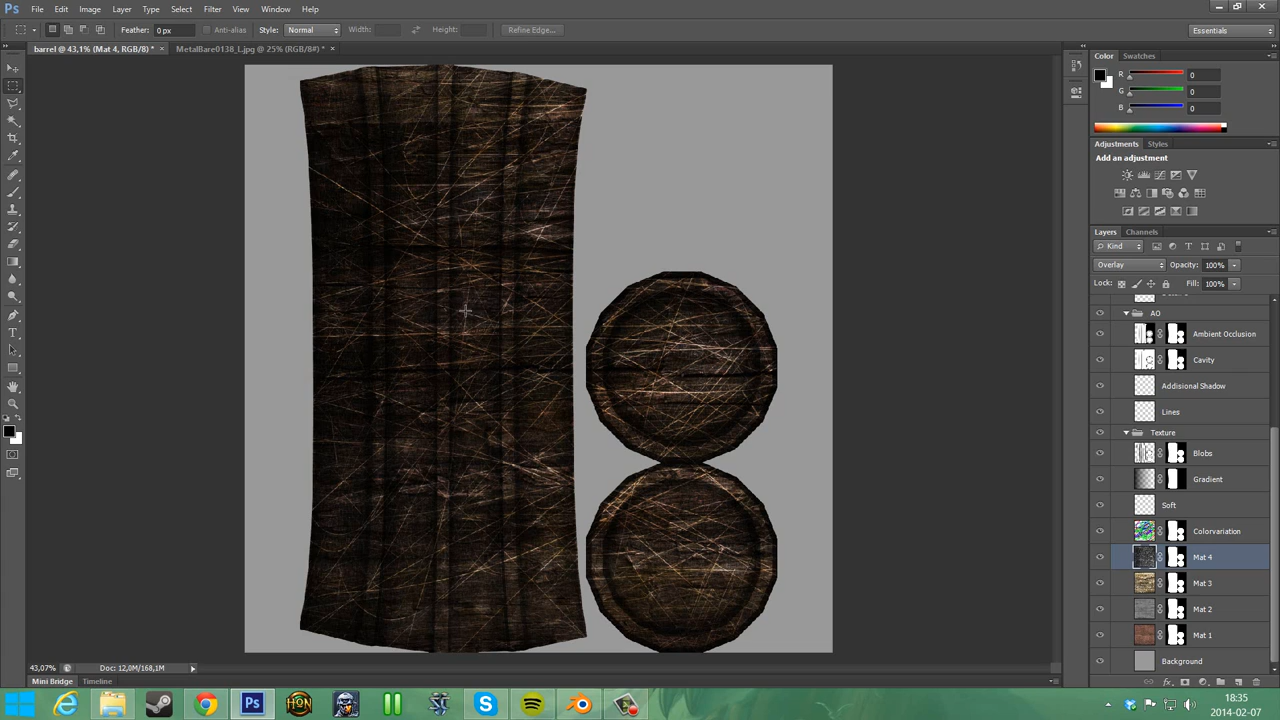 Ps File Edit Image Layer Type Select Filter View Window Help
Feather: 0 px Anti-alias Style: Normal Width: Height: Refine Edge... Essentials
barrel @ 43,1% (Mat 4, RGB/8) * × MetalBare0138_L.jpg @ 25% (RGB/8#) * ×
Color Swatches
R 0
G 0
B 0
Adjustments Styles
Add an adjustment
Layers Channels
Kind
Overlay Opacity: 100%
Lock: Fill: 100%
AO
Ambient Occlusion
Cavity
Addisional Shadow
Lines
Texture
Blobs
Gradient
Soft
Colorvariation
Mat 4
Mat 3
Mat 2
Mat 1
Background
43,07% Doc: 12,0M/168,1M
Mini Bridge Timeline
Ps HON
18:35
2014-02-07